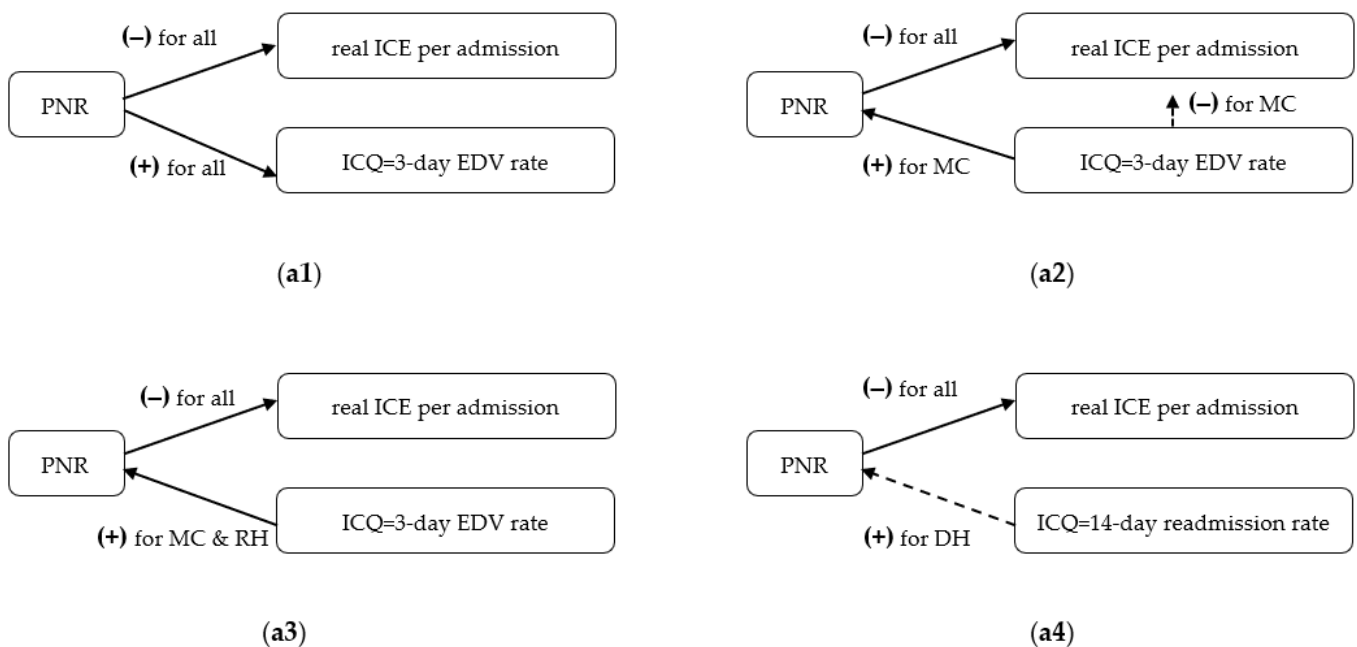 (–) for all
real ICE per admission
PNR
(+) for all
ICQ=3-day EDV rate
(a1)
(–) for all
real ICE per admission
PNR
(–) for MC
(+) for MC
ICQ=3-day EDV rate
(a2)
(–) for all
real ICE per admission
PNR
(+) for MC & RH
ICQ=3-day EDV rate
(a3)
(–) for all
real ICE per admission
PNR
(+) for DH
ICQ=14-day readmission rate
(a4)